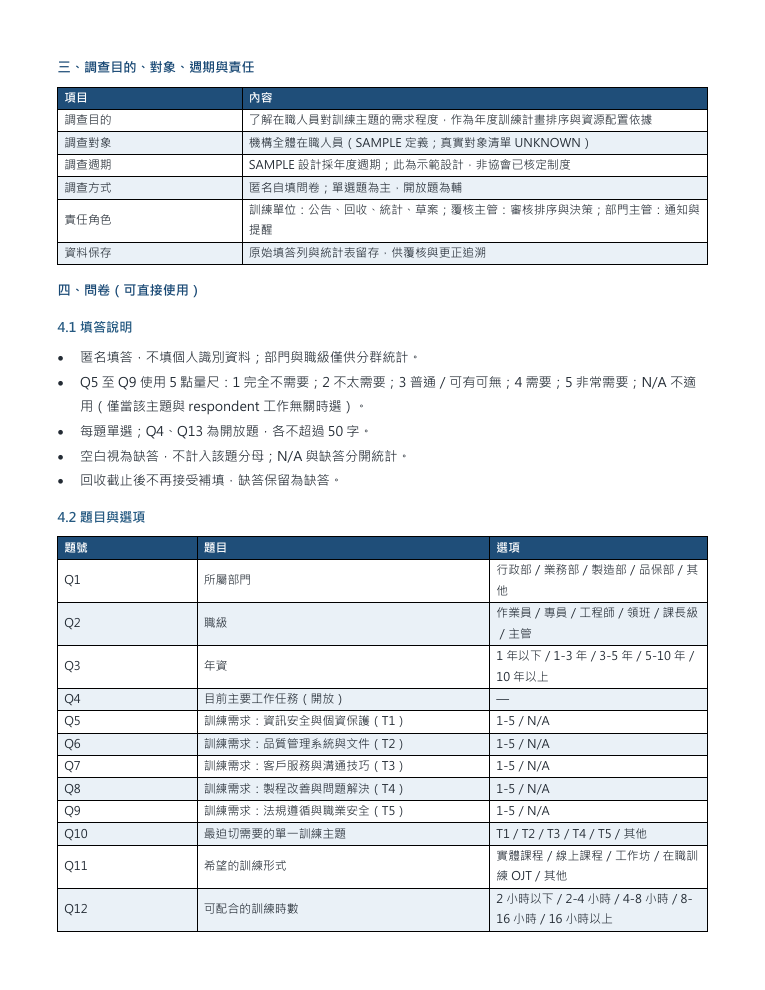 三、調查目的、對象、週期與責任
項目 內容
調查目的 了解在職人員對訓練主題的需求程度，作為年度訓練計畫排序與資源配置依據
調查對象 機構全體在職人員（SAMPLE 定義；真實對象清單 UNKNOWN）
調查週期 SAMPLE 設計採年度週期；此為示範設計，非協會已核定制度
調查方式 匿名自填問卷；單選題為主，開放題為輔
責任角色 訓練單位：公告、回收、統計、草案；覆核主管：審核排序與決策；部門主管：通知與
提醒
資料保存 原始填答列與統計表留存，供覆核與更正追溯
四、問卷（可直接使用）
4.1 填答說明
• 匿名填答，不填個人識別資料；部門與職級僅供分群統計。
• Q5 至 Q9 使用 5 點量尺：1 完全不需要；2 不太需要；3 普通 / 可有可無；4 需要；5 非常需要；N/A 不適
用（僅當該主題與 respondent 工作無關時選）。
• 每題單選；Q4、Q13 為開放題，各不超過 50 字。
• 空白視為缺答，不計入該題分母；N/A 與缺答分開統計。
• 回收截止後不再接受補填，缺答保留為缺答。
4.2 題目與選項
題號 題目 選項
Q1 所屬部門 行政部 / 業務部 / 製造部 / 品保部 / 其
他
Q2 職級 作業員 / 專員 / 工程師 / 領班 / 課長級
/ 主管
Q3 年資 1 年以下 / 1-3 年 / 3-5 年 / 5-10 年 /
10 年以上
Q4 目前主要工作任務（開放） —
Q5 訓練需求：資訊安全與個資保護（T1） 1-5 / N/A
Q6 訓練需求：品質管理系統與文件（T2） 1-5 / N/A
Q7 訓練需求：客戶服務與溝通技巧（T3） 1-5 / N/A
Q8 訓練需求：製程改善與問題解決（T4） 1-5 / N/A
Q9 訓練需求：法規遵循與職業安全（T5） 1-5 / N/A
Q10 最迫切需要的單一訓練主題 T1 / T2 / T3 / T4 / T5 / 其他
Q11 希望的訓練形式 實體課程 / 線上課程 / 工作坊 / 在職訓
練 OJT / 其他
Q12 可配合的訓練時數 2 小時以下 / 2-4 小時 / 4-8 小時 / 8-
16 小時 / 16 小時以上